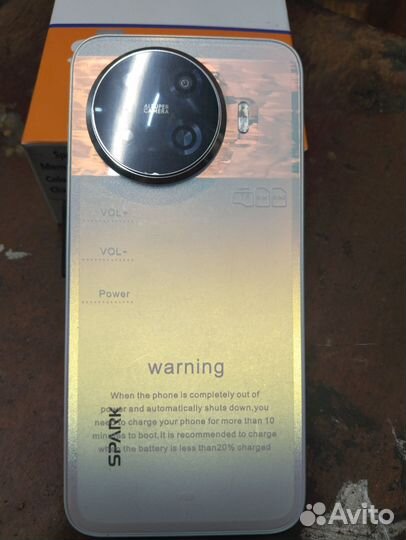 AI SUPER
CAMERA
VOL+
VOL-
Power
warning
When the phone is completely out of
power and automatically shuts down,you
need to charge your phone for more than 10
minutes to boot.It is recommended to charge
when the battery is less than20% charged
SPARK
Avito